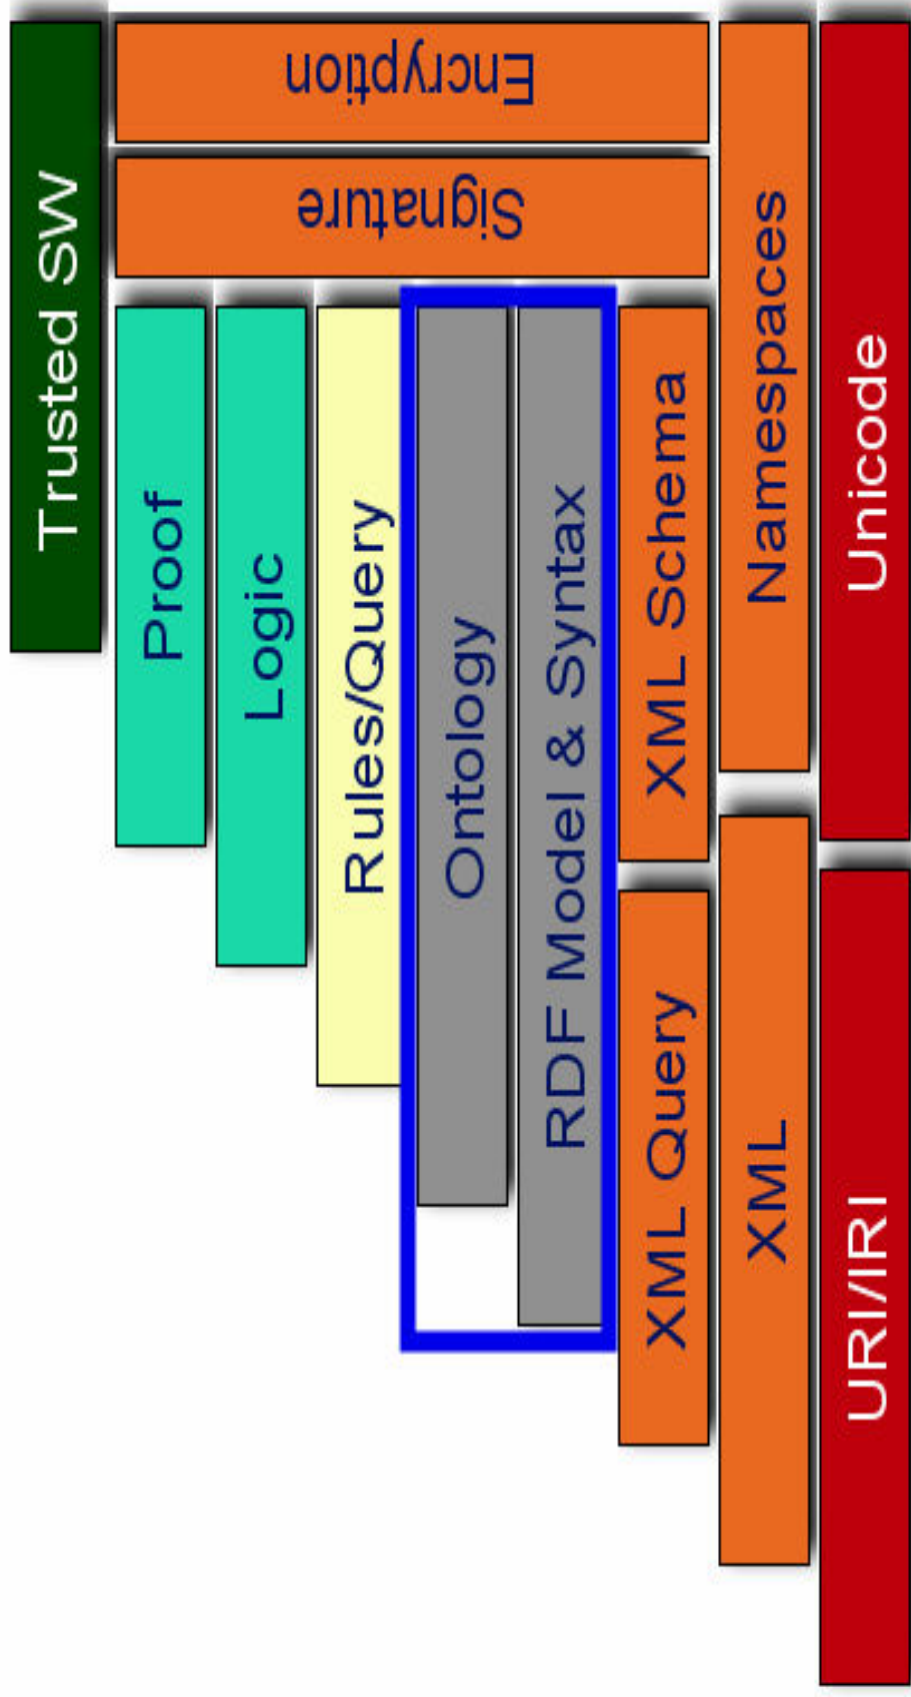 Trusted SW
Proof
Logic
Rules/Query
Ontology
RDF Model & Syntax
XML Query
XML Schema
XML
Namespaces
URI/IRI
Unicode
Signature
Encryption